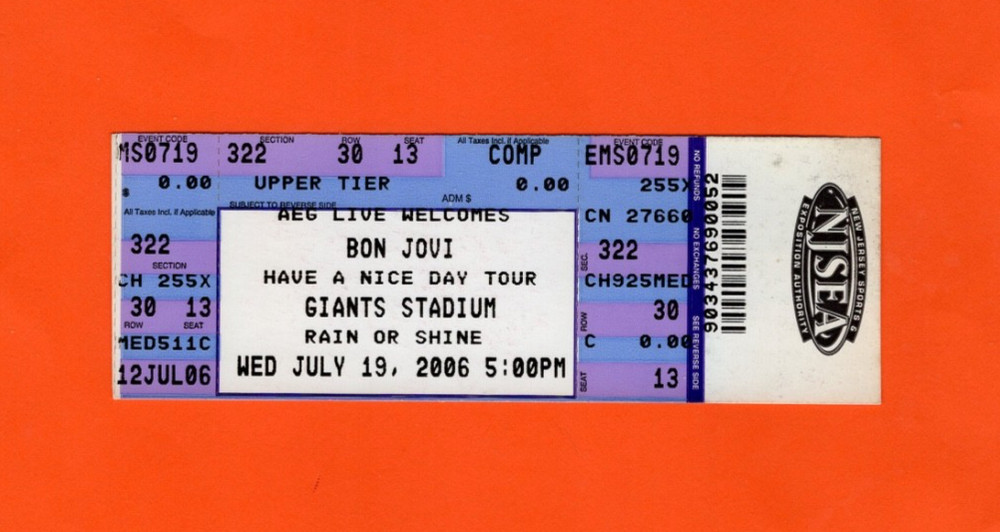 EVENT CODE SECTION ROW SEAT All Taxes Incl. If Applicable EVENT CODE
MS0719 322 30 13 COMP EMS0719
$ 0.00 UPPER TIER 0.00 255X
ADM $
All Taxes Incl. If Applicable SUBJECT TO REVERSE SIDE
AEG LIVE WELCOMES CN 27660
322 BON JOVI SEC. 322
SECTION
CH 255X HAVE A NICE DAY TOUR CH925MED
30 13 GIANTS STADIUM 30
ROW SEAT ROW
MED511C RAIN OR SHINE C 0.00
12JUL06 WED JULY 19, 2006 5:00PM SEAT 13
NO REFUNDS NO EXCHANGES SEE REVERSE SIDE
903437690052
NEW JERSEY SPORTS &
NJSEA
EXPOSITION AUTHORITY